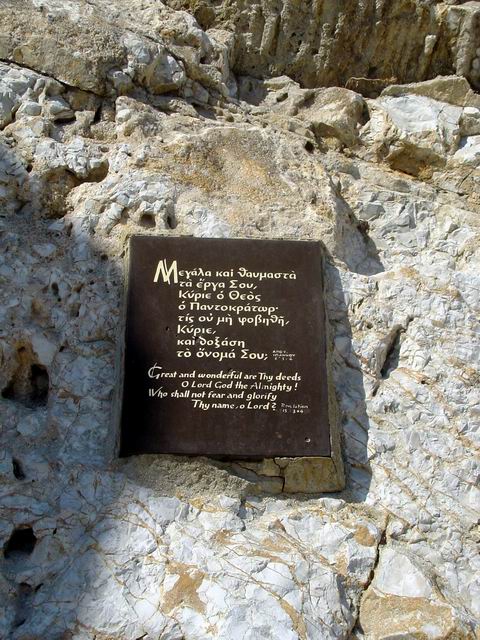 Μεγάλα καὶ θαυμαστὰ
τὰ ἔργα Σου,
Κύριε ὁ Θεὸς
ὁ Παντοκράτωρ·
τίς οὐ μὴ φοβηθῆ,
Κύριε,
καὶ δοξάσῃ
τὸ ὄνομά Σου;
Great and wonderful are Thy deeds
O Lord God the Almighty!
Who shall not fear and glorify
Thy name, o Lord?
Revelation